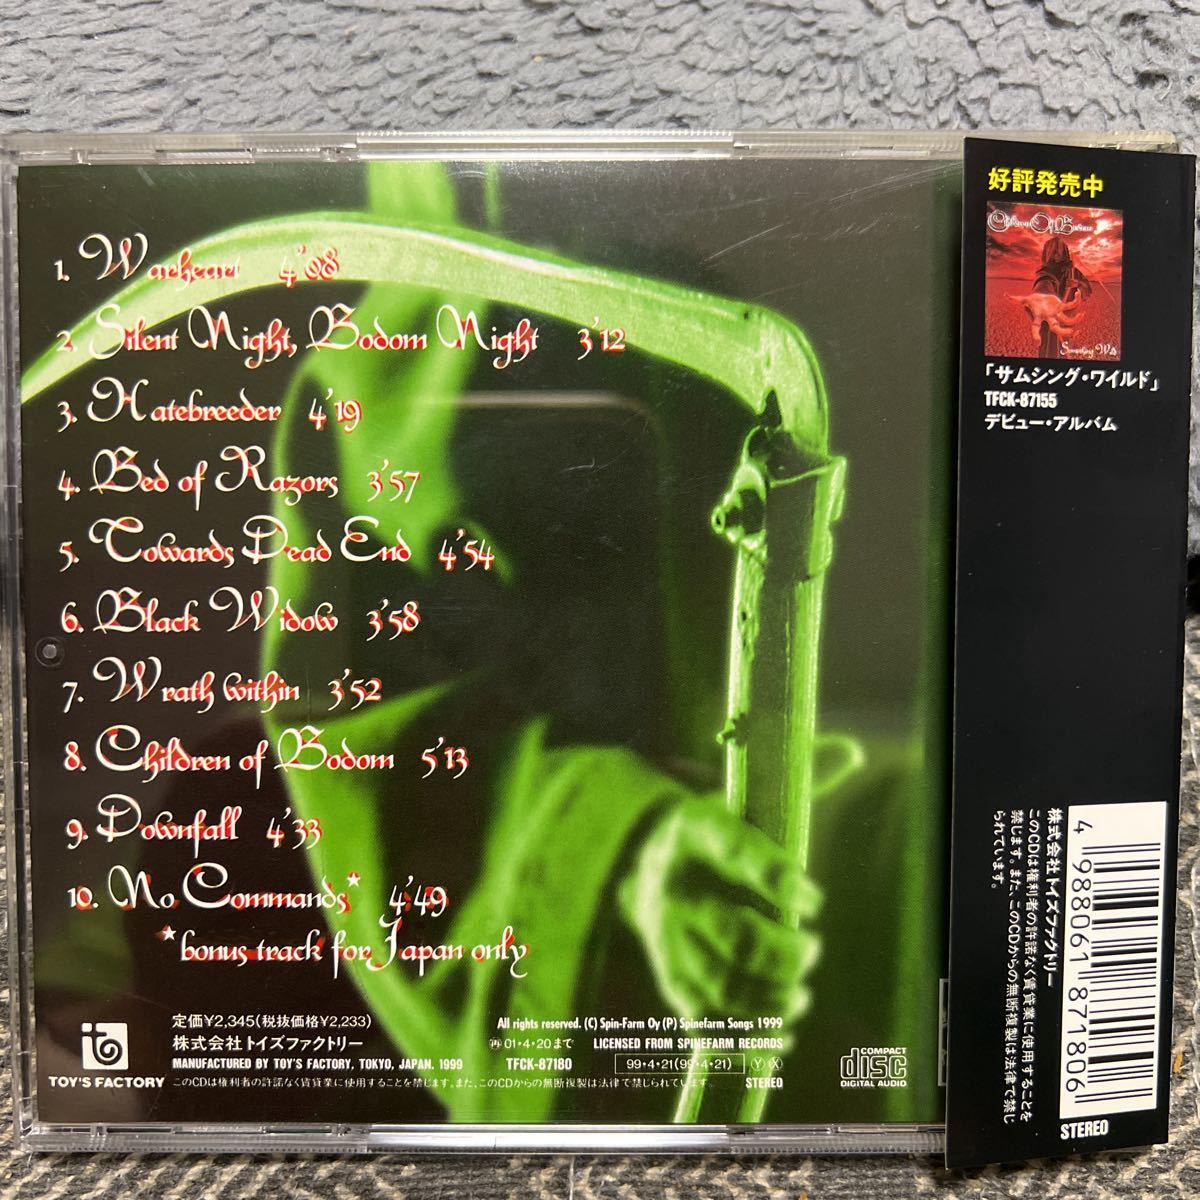 1. Warheart 4'08
2. Silent Night, Bodom Night 3'12
3. Hatebreeder 4'19
4. Bed of Razors 3'57
5. Towards Dead End 4'54
6. Black Widow 3'58
7. Wrath within 3'52
8. Children of Bodom 5'13
9. Downfall 4'33
10. No Commands* 4'49
*bonus track for Japan only
TOY'S FACTORY
定価¥2,345(税抜価格¥2,233)
株式会社トイズファクトリー
MANUFACTURED BY TOY'S FACTORY, TOKYO, JAPAN. 1999
このCDは権利者の許諾なく賃貸業に使用することを禁じます。また、このCDからの無断複製は法律で禁じられています。
All rights reserved. (C) Spin-Farm Oy (P) Spinefarm Songs 1999
再 01・4・20まで LICENSED FROM SPINEFARM RECORDS
TFCK-87180 99・4・21(99・4・21) Y X
STEREO
COMPACT
disc
DIGITAL AUDIO
好評発売中
Children Of Bodom
Something Wild
「サムシング・ワイルド」
TFCK-87155
デビュー・アルバム
株式会社トイズファクトリー
このCDは権利者の許諾なく賃貸業に使用することを
禁じます。また、このCDからの無断複製は法律で禁じ
られています。
4 988061 871806
STEREO